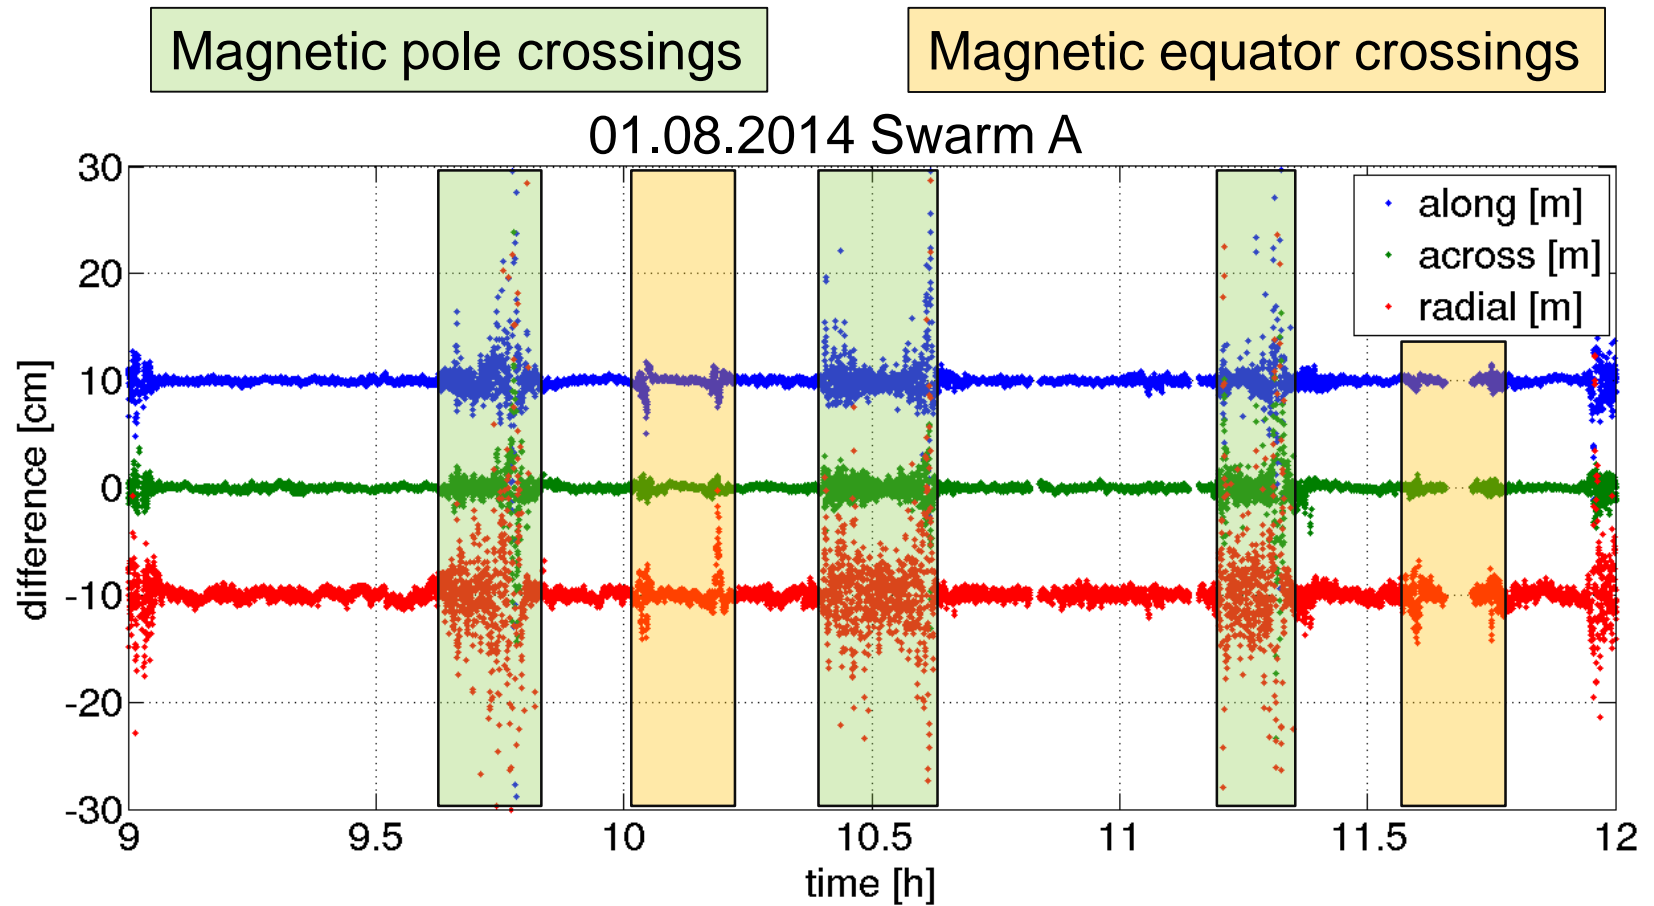 Magnetic pole crossings
Magnetic equator crossings
01.08.2014 Swarm A
along [m]
across [m]
radial [m]
difference [cm]
30
20
10
0
-10
-20
-30
9
9.5
10
10.5
11
11.5
12
time [h]